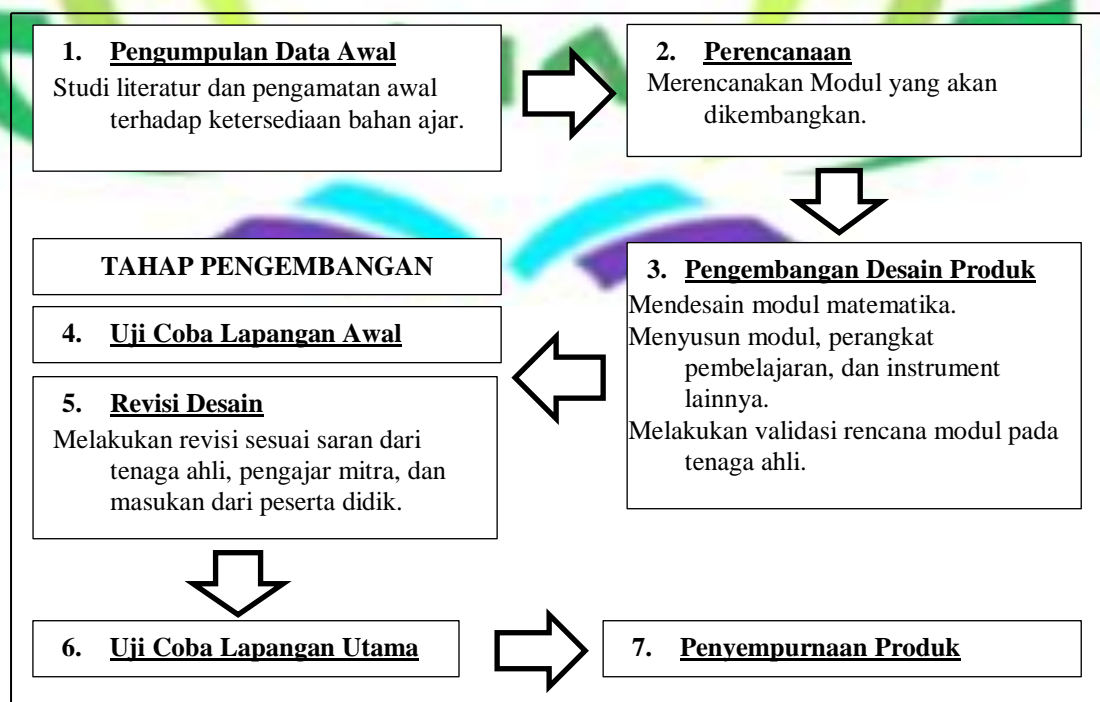 1. Pengumpulan Data Awal
Studi literatur dan pengamatan awal
terhadap ketersediaan bahan ajar.
2. Perencanaan
Merencanakan Modul yang akan
dikembangkan.
3. Pengembangan Desain Produk
Mendesain modul matematika.
Menyusun modul, perangkat
pembelajaran, dan instrument
lainnya.
Melakukan validasi rencana modul pada
tenaga ahli.
TAHAP PENGEMBANGAN
4. Uji Coba Lapangan Awal
5. Revisi Desain
Melakukan revisi sesuai saran dari
tenaga ahli, pengajar mitra, dan
masukan dari peserta didik.
6. Uji Coba Lapangan Utama
7. Penyempurnaan Produk